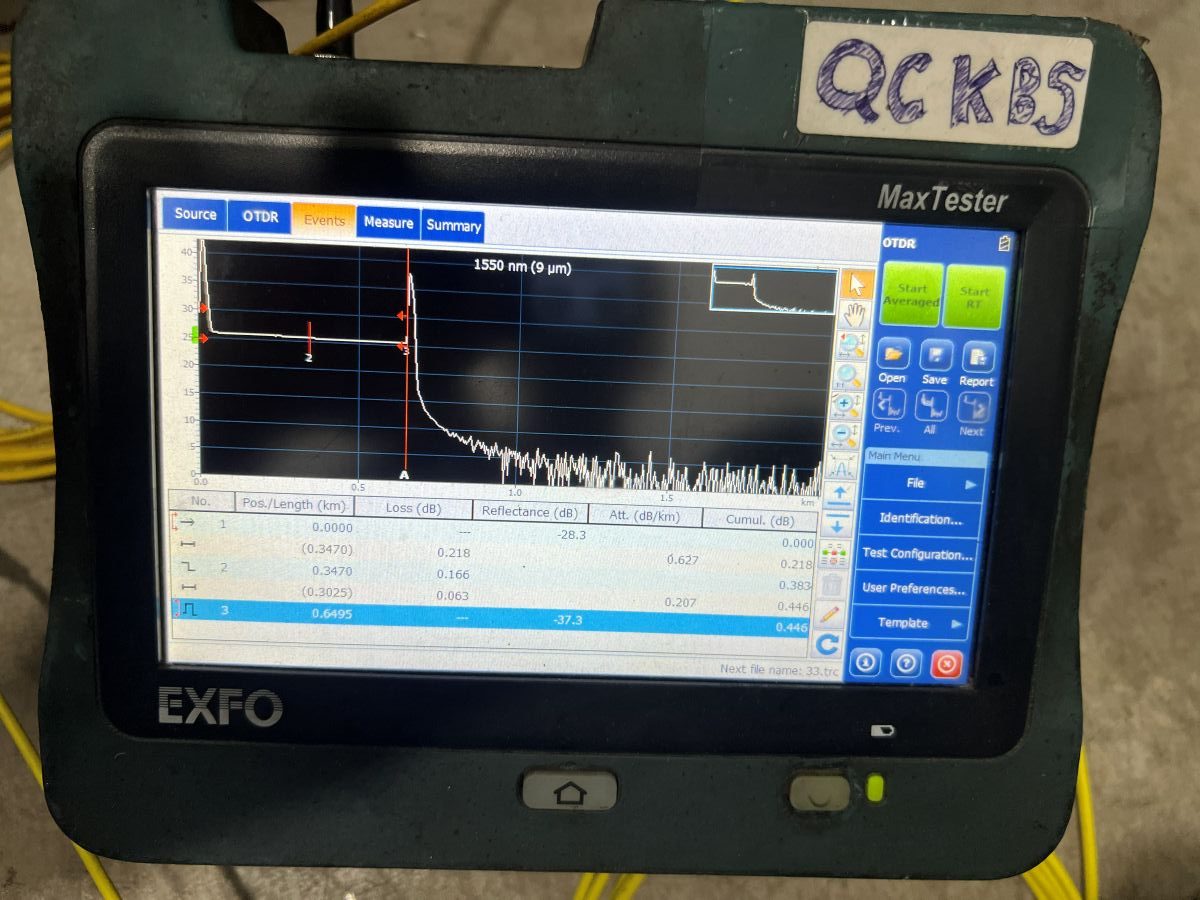 QC KBS
MaxTester
Source OTDR Events Measure Summary
1550 nm (9 µm)
40
35
30
25
20
15
10
5
0
0.0 0.5 1.0 1.5 km
2
3
A
No. Pos./Length (km) Loss (dB) Reflectance (dB) Att. (dB/km) Cumul. (dB)
1 0.0000 --- -28.3 0.000
(0.3470) 0.218 0.627 0.218
2 0.3470 0.166 0.383
(0.3025) 0.063 0.207 0.446
3 0.6495 --- -37.3 0.446
Next file name: 33.trc
OTDR
Start Averaged
Start RT
Open Save Report
Prev. All Next
Main Menu
File
Identification...
Test Configuration...
User Preferences...
Template
EXFO